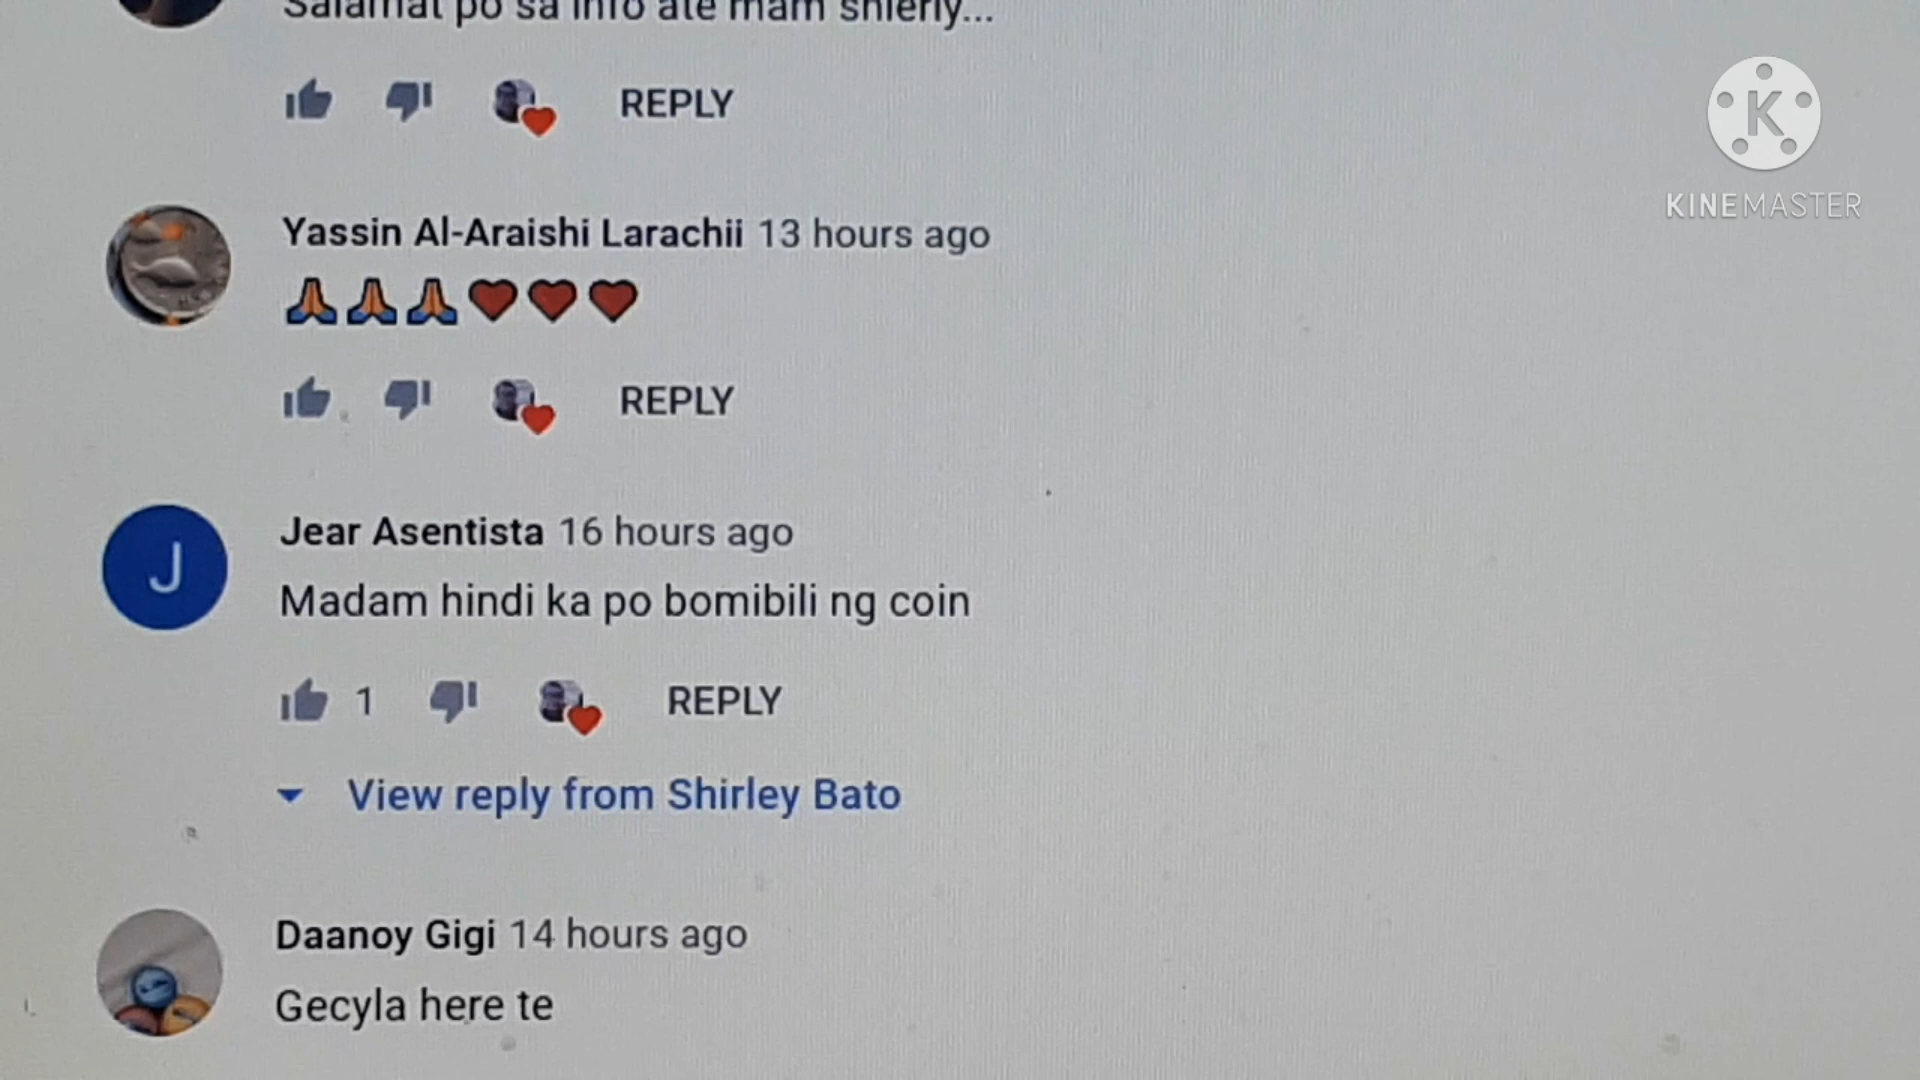 Salamat po sa info ate mam shierly...
REPLY
KINEMASTER
Yassin Al-Araishi Larachii 13 hours ago
🙏🙏🙏❤❤❤
REPLY
J
Jear Asentista 16 hours ago
Madam hindi ka po bomibili ng coin
1 REPLY
View reply from Shirley Bato
Daanoy Gigi 14 hours ago
Gecyla here te